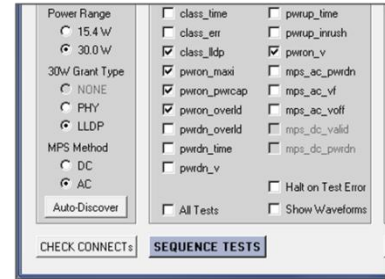 Power Range
15.4 W
30.0 W
30W Grant Type
NONE
PHY
LLDP
MPS Method
DC
AC
Auto-Discover
class_time
class_err
class_lldp
pwron_maxi
pwron_pwrcap
pwron_overld
pwrdn_overld
pwrdn_time
pwrdn_v
All Tests
pwrup_time
pwrup_inrush
pwron_v
mps_ac_pwrdn
mps_ac_vf
mps_ac_voff
mps_dc_valid
mps_dc_pwrdn
Halt on Test Error
Show Waveforms
CHECK CONNECTs
SEQUENCE TESTS